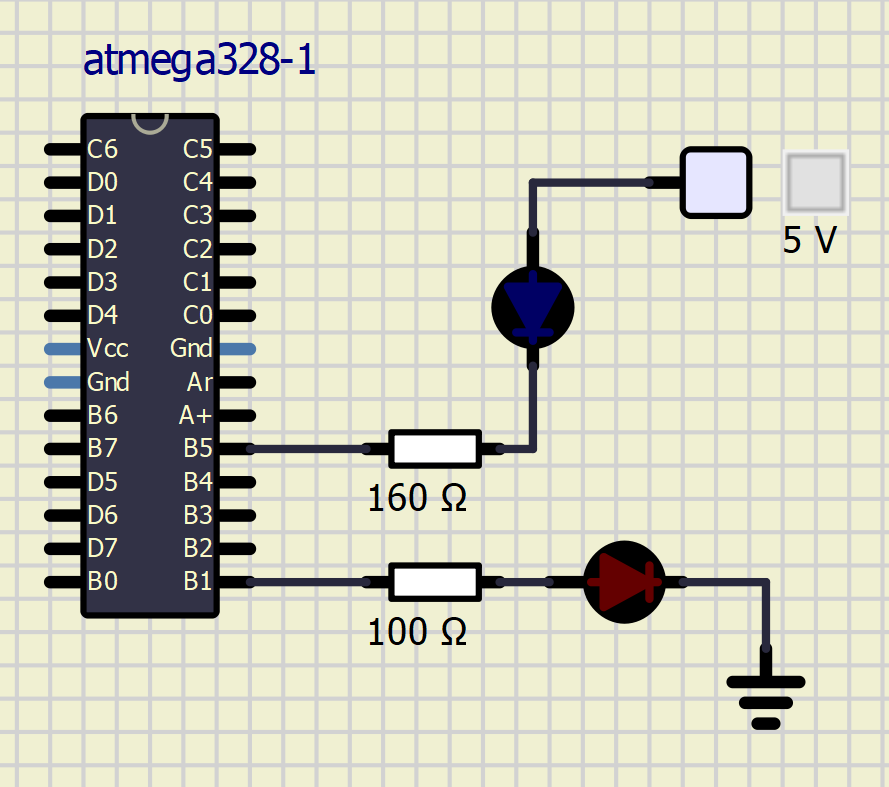 atmega328-1
C6 C5
D0 C4
D1 C3
D2 C2
D3 C1
D4 C0
Vcc Gnd
Gnd Ar
B6 A+
B7 B5
D5 B4
D6 B3
D7 B2
B0 B1
5 V
160 Ω
100 Ω